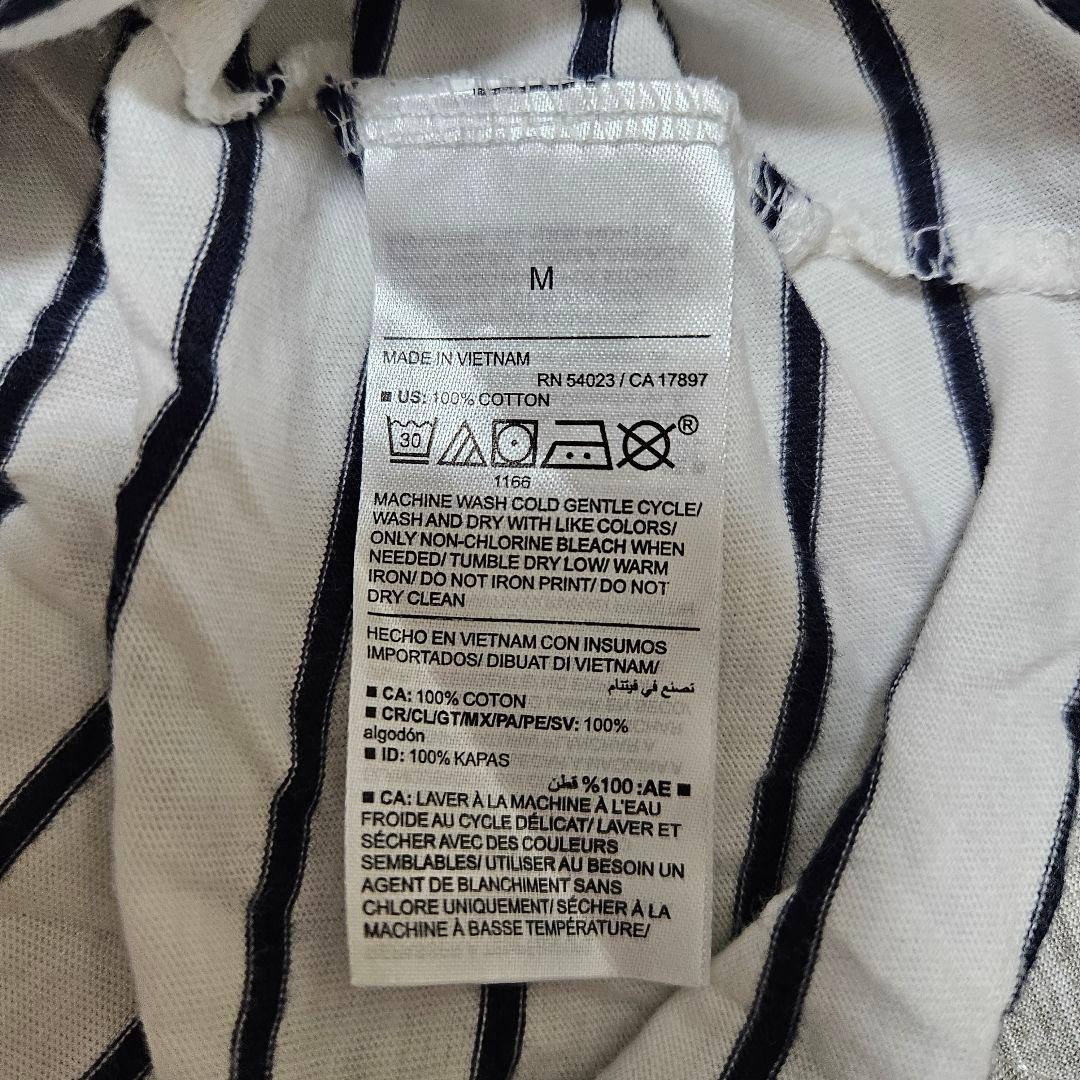 M
MADE IN VIETNAM
RN 54023 / CA 17897
■ US: 100% COTTON
30
®
1166
MACHINE WASH COLD GENTLE CYCLE/
WASH AND DRY WITH LIKE COLORS/
ONLY NON-CHLORINE BLEACH WHEN
NEEDED/ TUMBLE DRY LOW/ WARM
IRON/ DO NOT IRON PRINT/ DO NOT
DRY CLEAN
HECHO EN VIETNAM CON INSUMOS
IMPORTADOS/ DIBUAT DI VIETNAM/
تصنع في فيتنام
■ CA: 100% COTON
■ CR/CL/GT/MX/PA/PE/SV: 100%
algodón
■ ID: 100% KAPAS
■ AE: 100% قطن
■ CA: LAVER À LA MACHINE À L'EAU
FROIDE AU CYCLE DÉLICAT/ LAVER ET
SÉCHER AVEC DES COULEURS
SEMBLABLES/ UTILISER AU BESOIN UN
AGENT DE BLANCHIMENT SANS
CHLORE UNIQUEMENT/ SÉCHER À LA
MACHINE À BASSE TEMPÉRATURE/